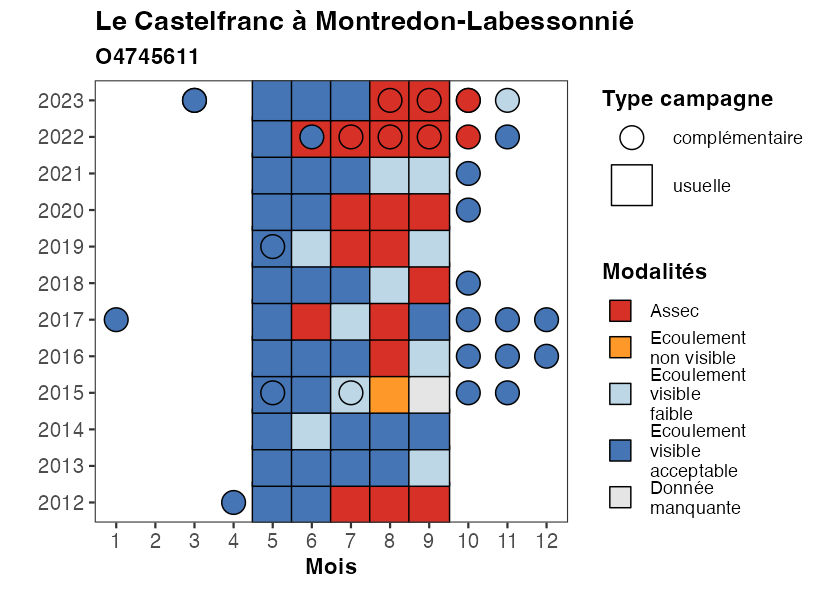 Le Castelfranc à Montredon-Labessonnié
O4745611
2023
2022
2021
2020
2019
2018
2017
2016
2015
2014
2013
2012
1 2 3 4 5 6 7 8 9 10 11 12
Mois
Type campagne
complémentaire
usuelle
Modalités
Assec
Ecoulement
non visible
Ecoulement
visible
faible
Ecoulement
visible
acceptable
Donnée
manquante